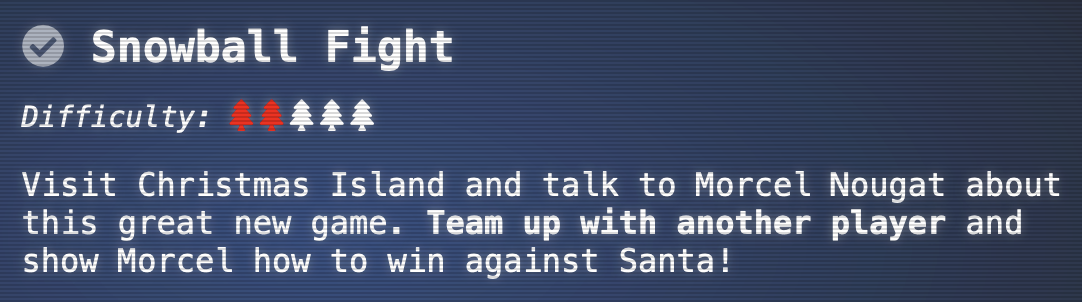 Snowball Fight
Difficulty:
Visit Christmas Island and talk to Morcel Nougat about
this great new game. Team up with another player and
show Morcel how to win against Santa!